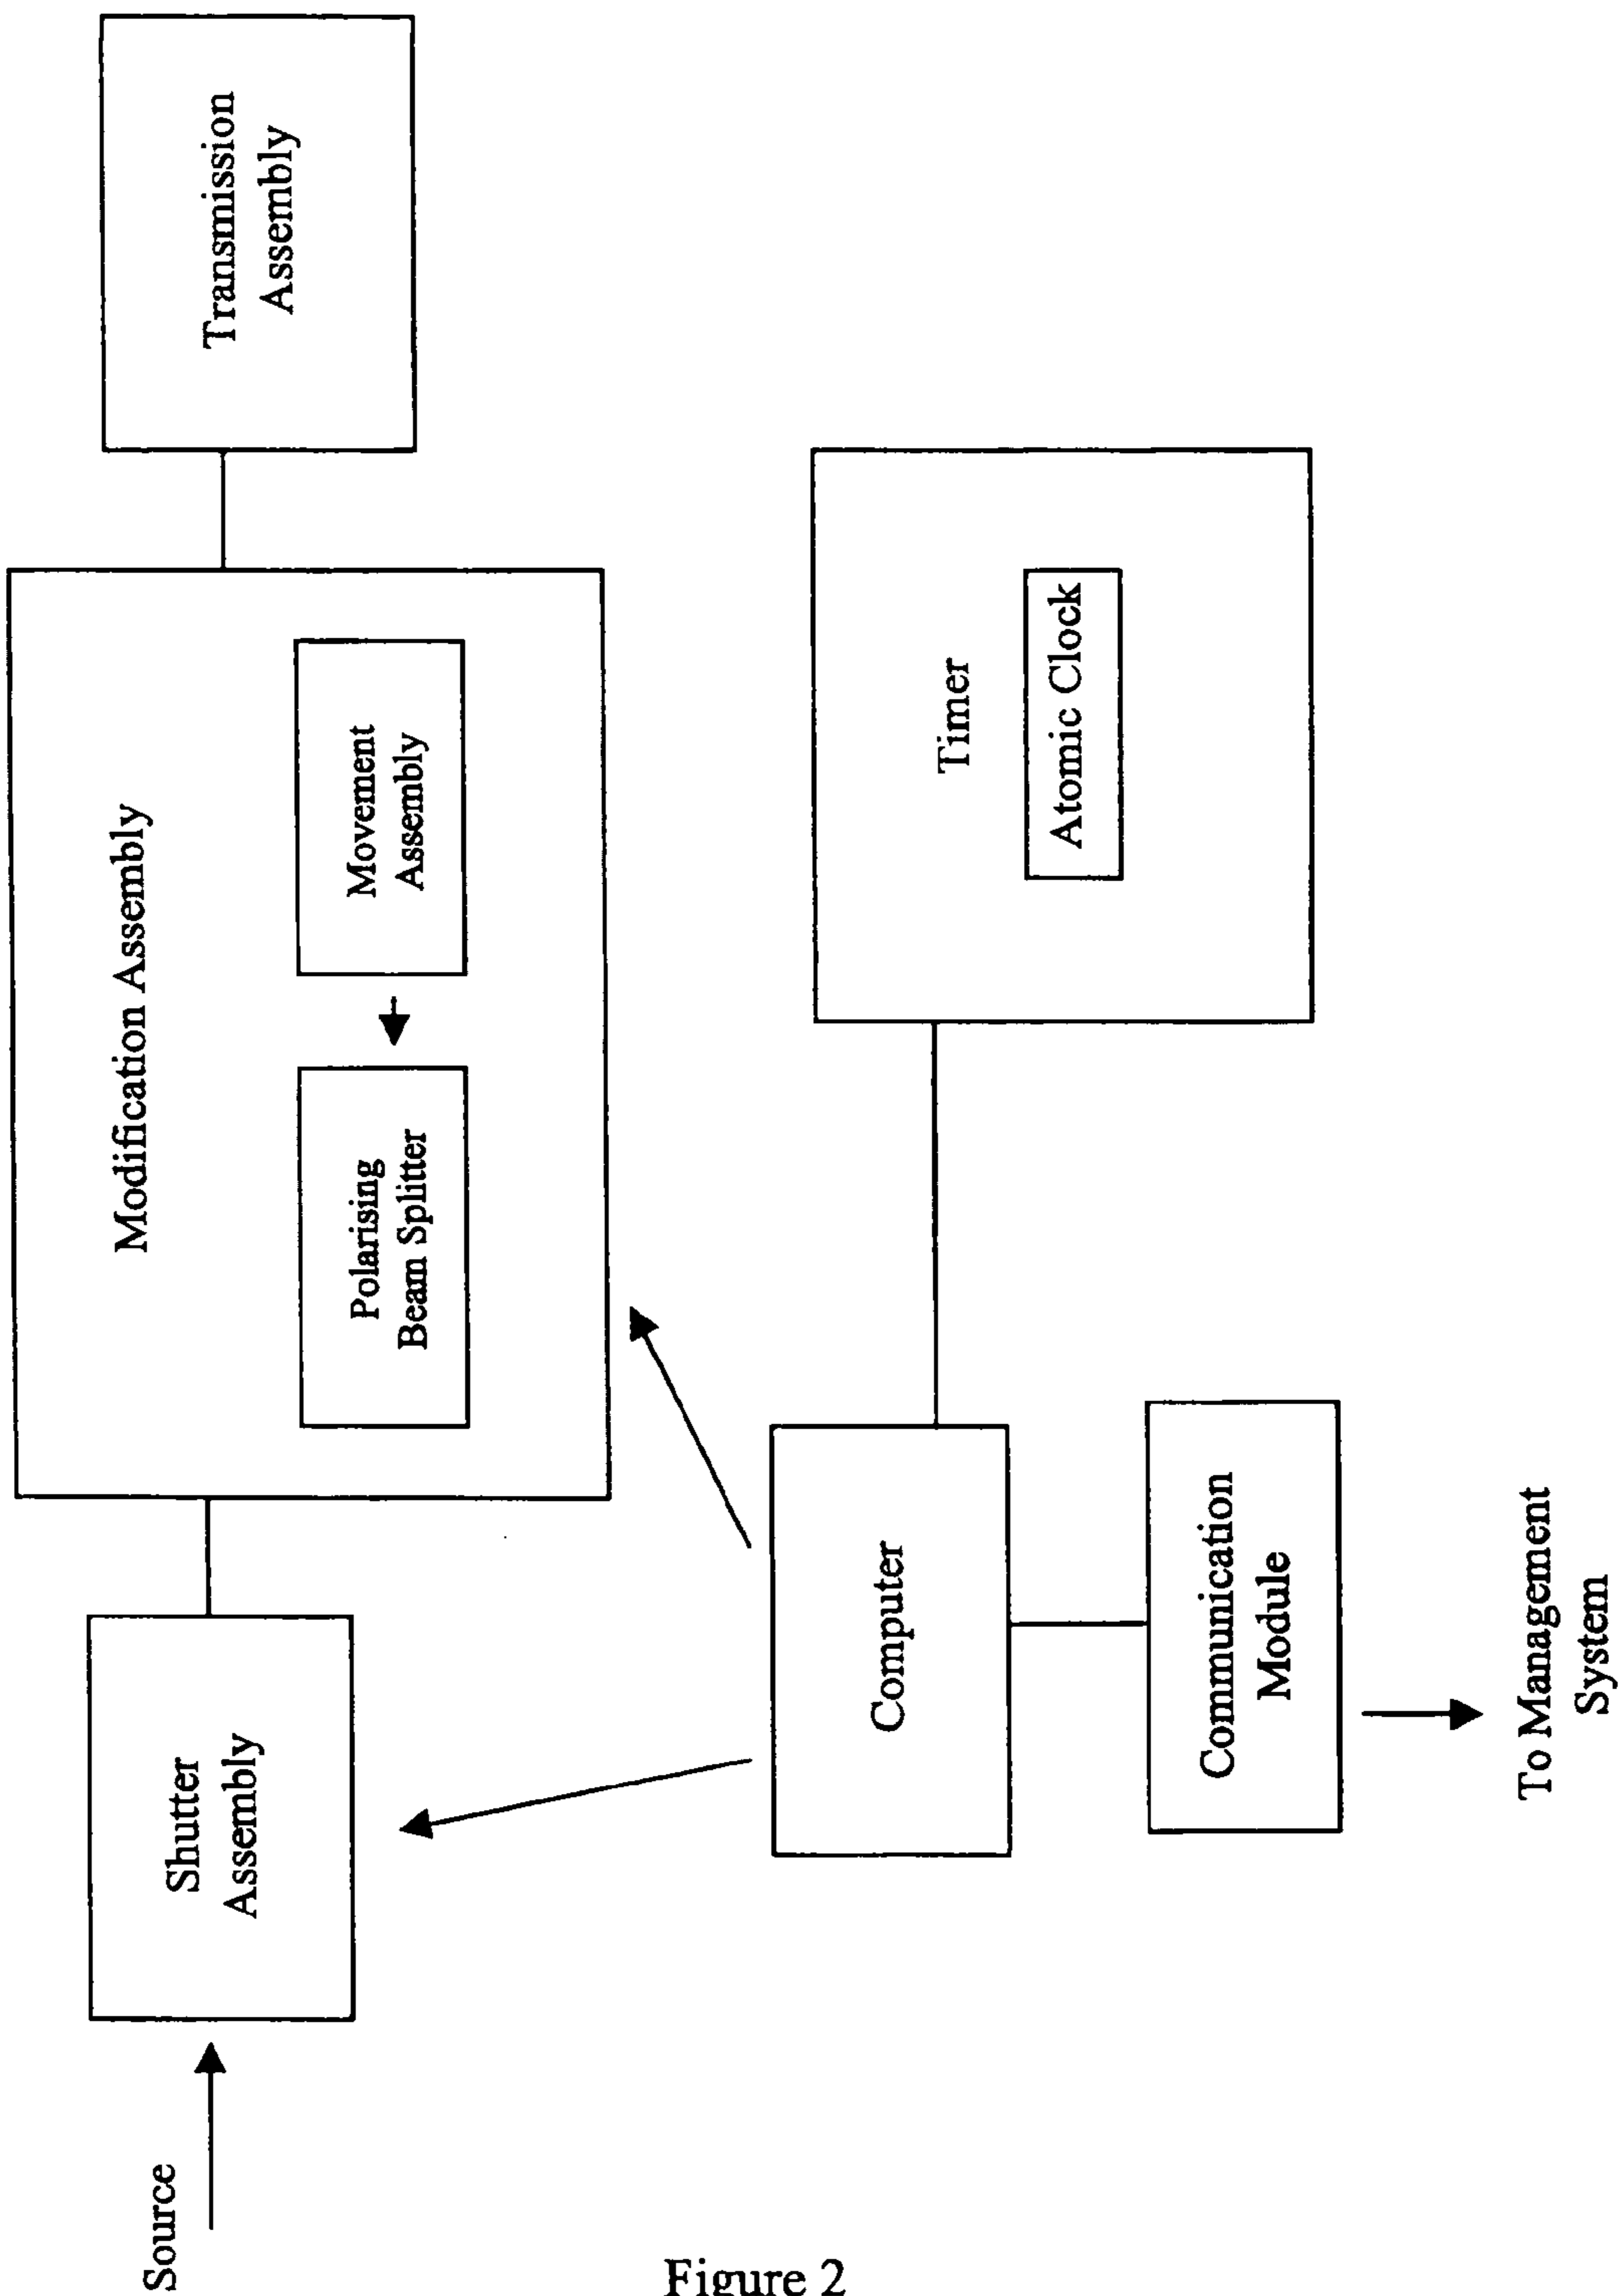 Source
Shutter
Assembly
Modification Assembly
Polarising
Beam Splitter
Movement
Assembly
Transmission
Assembly
Computer
Timer
Atomic Clock
Communication
Module
To Management
System
Figure 2